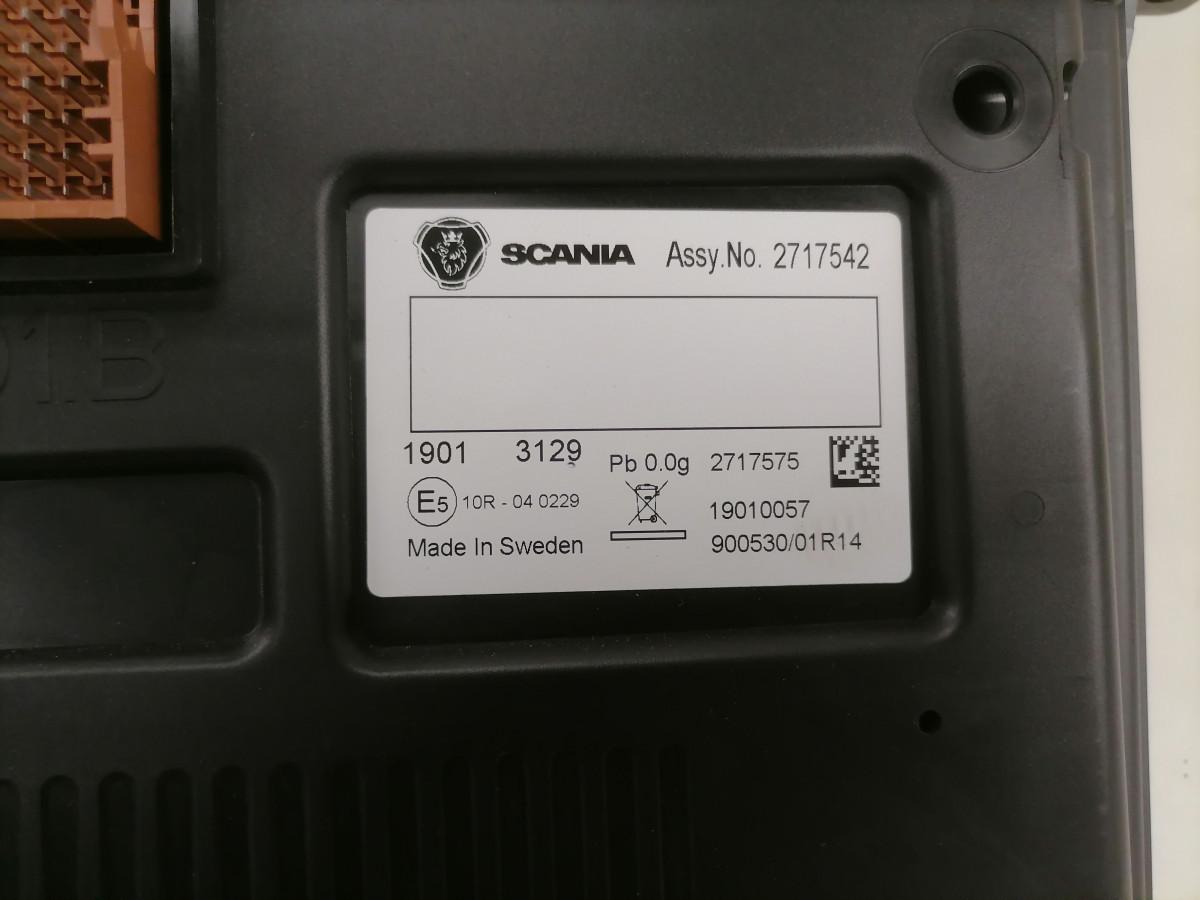 SCANIA Assy.No. 2717542
1901 3129
Pb 0.0g 2717575
E5 10R - 04 0229
19010057
Made In Sweden
900530/01R14
1B